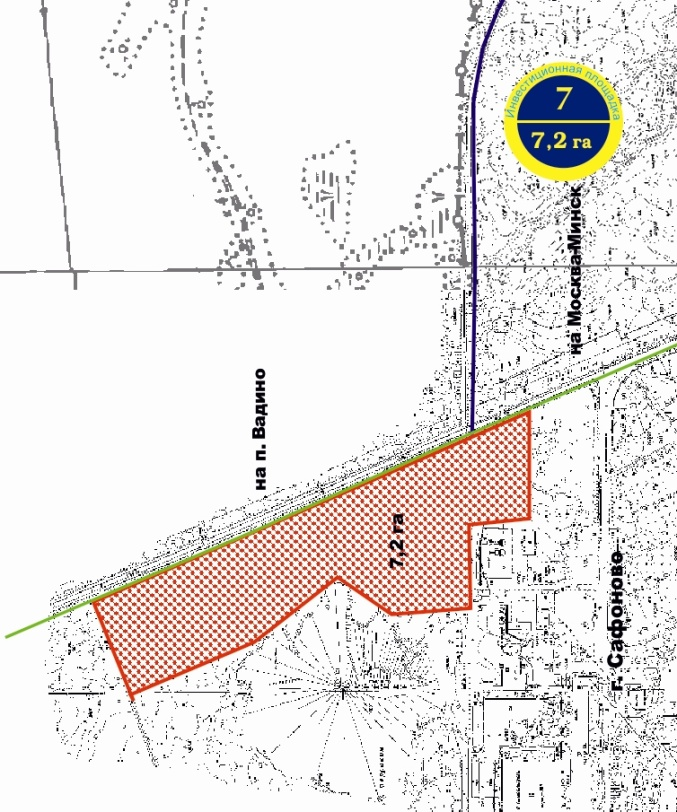 Инвестиционная площадка
7
7,2 га
на Москва-Минск
на п. Вадино
7,2 га
г. Сафоново